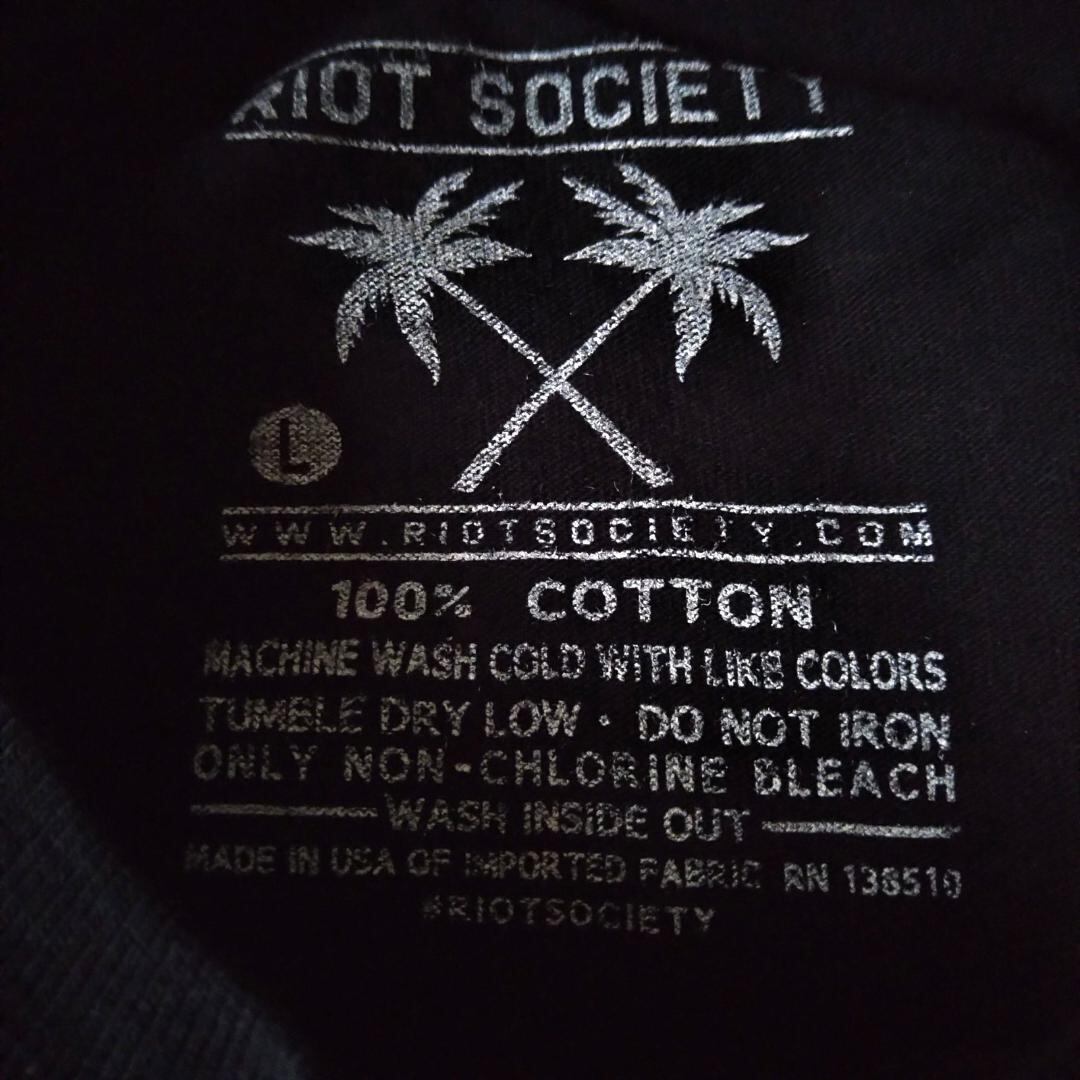 RIOT SOCIETY
L
WWW.RIOTSOCIETY.COM
100% COTTON
MACHINE WASH COLD WITH LIKE COLORS
TUMBLE DRY LOW · DO NOT IRON
ONLY NON-CHLORINE BLEACH
WASH INSIDE OUT
MADE IN USA OF IMPORTED FABRIC RN 138510
#RIOTSOCIETY